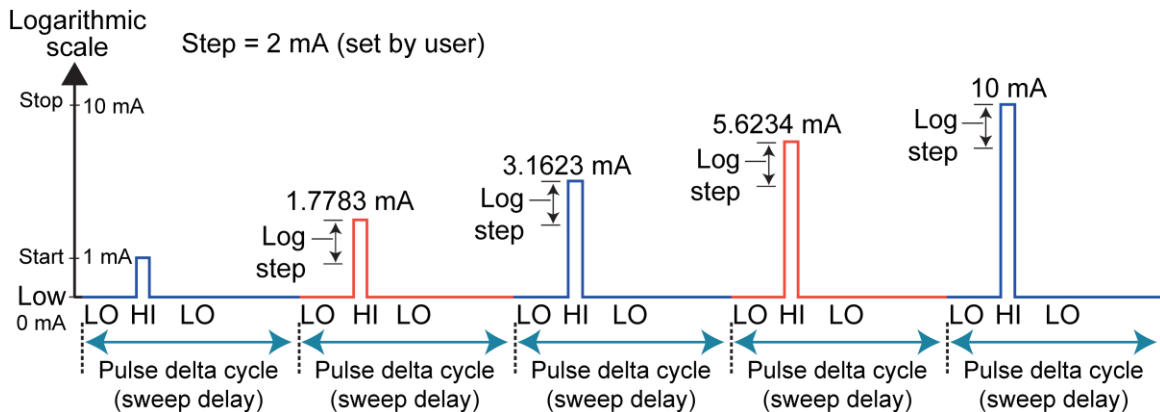 Logarithmic
scale
Step = 2 mA (set by user)
Stop
10 mA
10 mA
Log
step
5.6234 mA
Log
step
3.1623 mA
Log
step
1.7783 mA
Log
step
Start
1 mA
Low
0 mA
LO HI LO
LO HI LO
LO HI LO
LO HI LO
LO HI LO
Pulse delta cycle
(sweep delay)
Pulse delta cycle
(sweep delay)
Pulse delta cycle
(sweep delay)
Pulse delta cycle
(sweep delay)
Pulse delta cycle
(sweep delay)